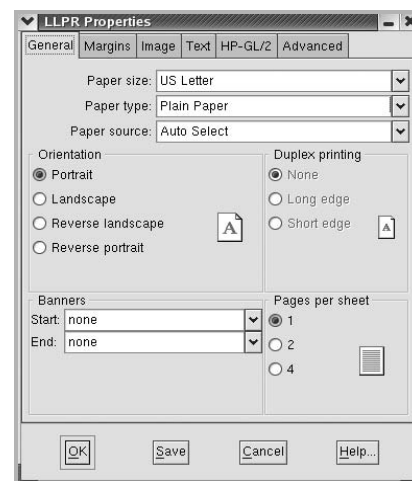 LLPR Properties
General Margins Image Text HP-GL/2 Advanced
Paper size: US Letter
Paper type: Plain Paper
Paper source: Auto Select
Orientation
Portrait
Landscape
Reverse landscape
Reverse portrait
A
Duplex printing
None
Long edge
Short edge
A
Banners
Start: none
End: none
Pages per sheet
1
2
4
OK Save Cancel Help...